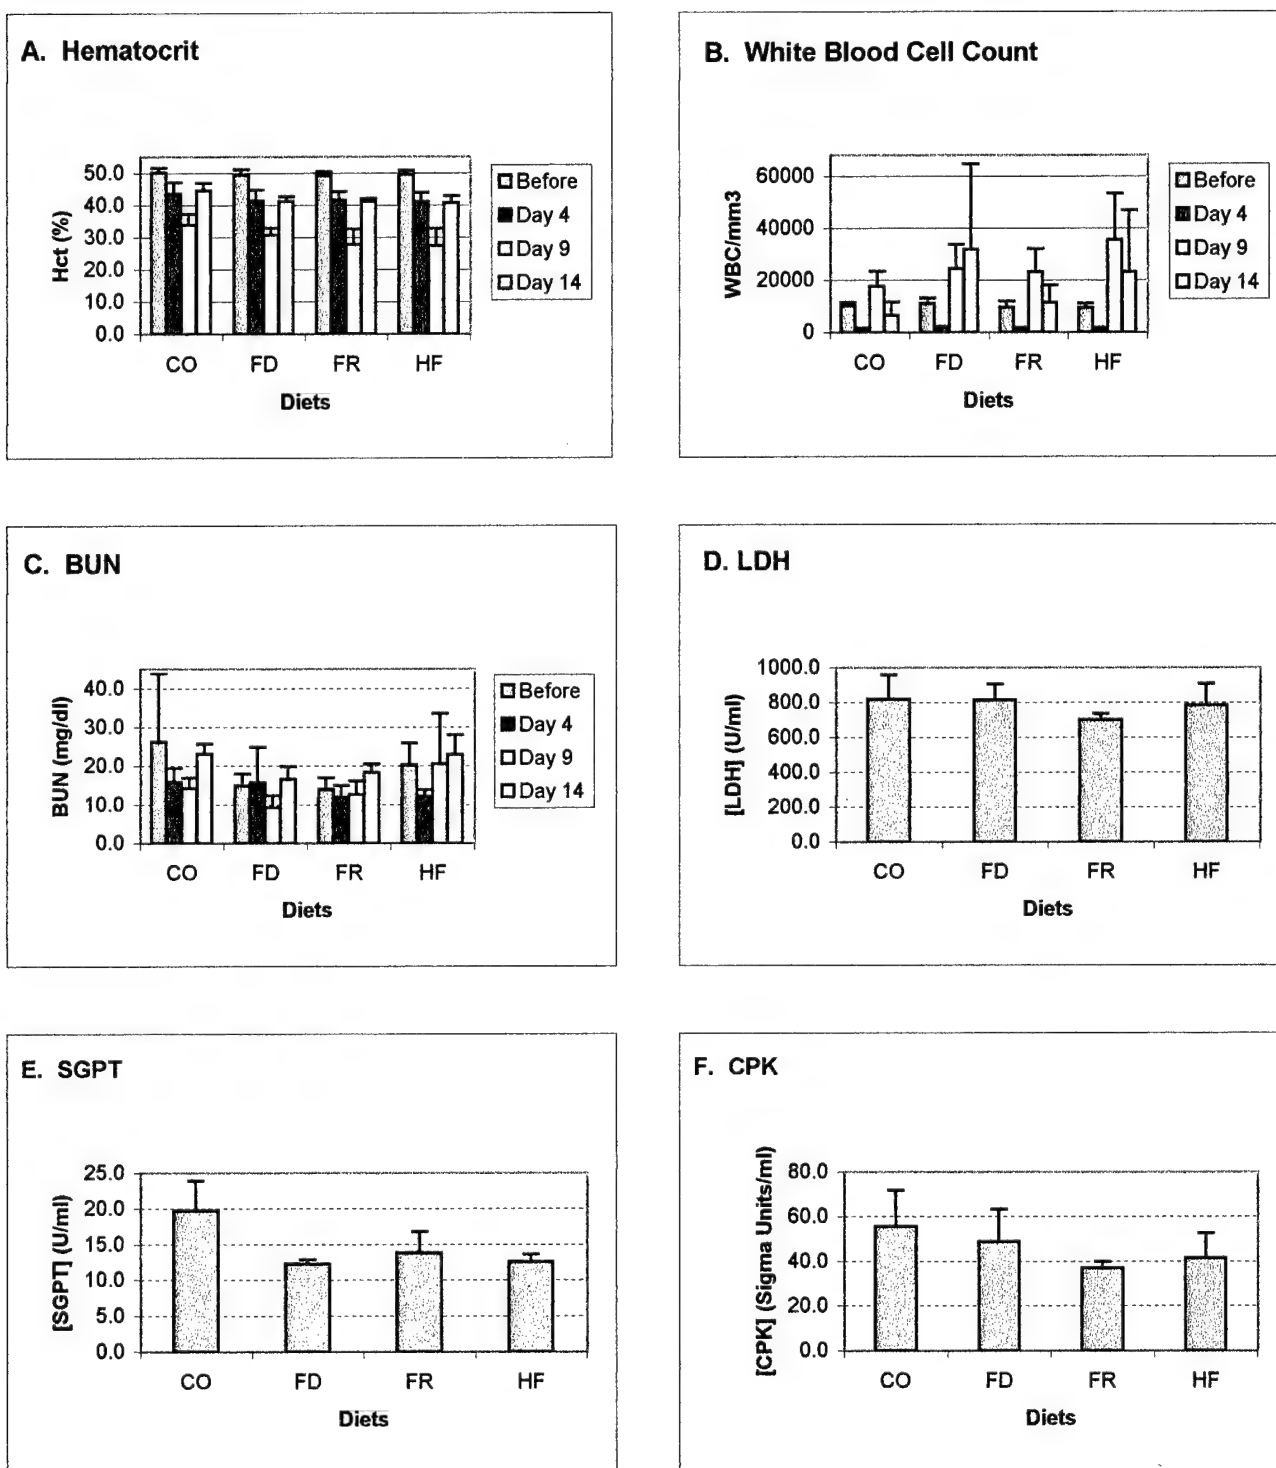 A. Hematocrit
Hct (%)
50.0
40.0
30.0
20.0
10.0
0.0
CO FD FR HF
Diets
Before
Day 4
Day 9
Day 14
B. White Blood Cell Count
WBC/mm3
60000
40000
20000
0
CO FD FR HF
Diets
Before
Day 4
Day 9
Day 14
C. BUN
BUN (mg/dl)
40.0
30.0
20.0
10.0
0.0
CO FD FR HF
Diets
Before
Day 4
Day 9
Day 14
D. LDH
[LDH] (U/ml)
1000.0
800.0
600.0
400.0
200.0
0.0
CO FD FR HF
Diets
E. SGPT
[SGPT] (U/ml)
25.0
20.0
15.0
10.0
5.0
0.0
CO FD FR HF
Diets
F. CPK
[CPK] (Sigma Units/ml)
80.0
60.0
40.0
20.0
0.0
CO FD FR HF
Diets